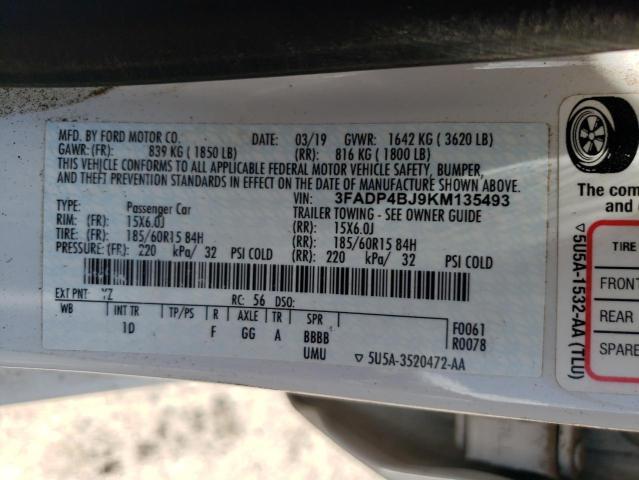 MFD. BY FORD MOTOR CO. DATE: 03/19 GVWR: 1642 KG ( 3620 LB)
GAWR: (FR): 839 KG ( 1850 LB) (RR): 816 KG ( 1800 LB)
THIS VEHICLE CONFORMS TO ALL APPLICABLE FEDERAL MOTOR VEHICLE SAFETY, BUMPER,
AND THEFT PREVENTION STANDARDS IN EFFECT ON THE DATE OF MANUFACTURE SHOWN ABOVE.
VIN: 3FADP4BJ9KM135493
TYPE: Passenger Car TRAILER TOWING - SEE OWNER GUIDE
RIM: 15X6.0J (RR): 15X6.0J
TIRE: (FR): 185/60R15 84H (RR): 185/60R15 84H
PRESSURE: (FR): 220 kPa/ 32 PSI COLD (RR): 220 kPa/ 32 PSI COLD
EXT PNT: YZ RC: 56 DSO:
WB INT TR TP/PS R AXLE TR SPR F0061
10 F GG A BBBB R0078
UMU ▽ 5U5A-3520472-AA
The com
▽ 5U5A-1532-AA (TLU)
TIRE
FRONT
REAR
SPARE